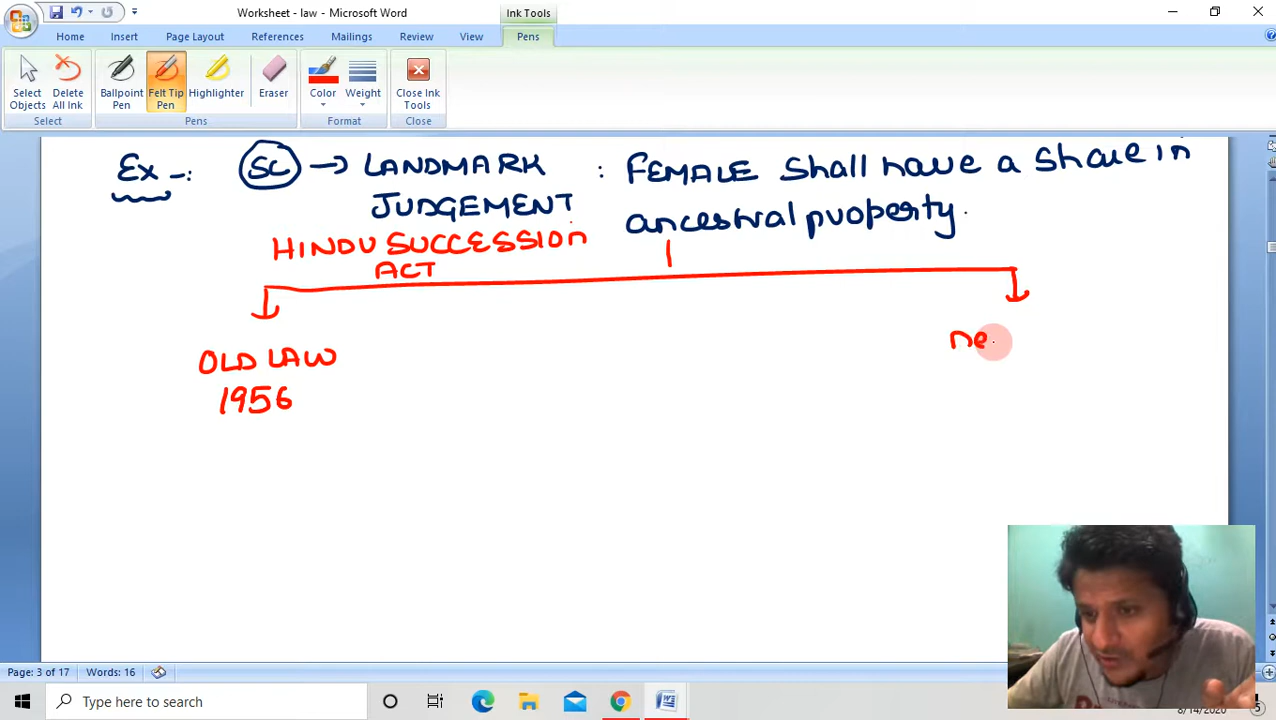 Worksheet - law - Microsoft Word
Ink Tools
Home Insert Page Layout References Mailings Review View Pens
Select Objects
Delete All Ink
Ballpoint Pen
Felt Tip Pen
Highlighter
Eraser
Color
Weight
Close Ink Tools
Select Pens Format Close
Ex -: SC → LANDMARK JUDGEMENT : FEMALE Shall have a Share in
ancestral property.
HINDU SUCCESSION
ACT
OLD LAW
1956
ne
Page: 3 of 17 Words: 16
Type here to search
8/14/2020